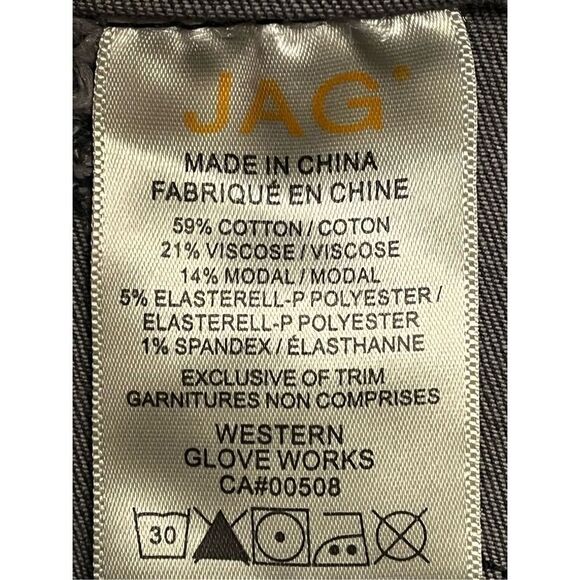 JAG
MADE IN CHINA
FABRIQUÉ EN CHINE
59% COTTON / COTON
21% VISCOSE / VISCOSE
14% MODAL / MODAL
5% ELASTERELL-P POLYESTER /
ELASTERELL-P POLYESTER
1% SPANDEX / ÉLASTHANNE
EXCLUSIVE OF TRIM
GARNITURES NON COMPRISES
WESTERN
GLOVE WORKS
CA#00508
30